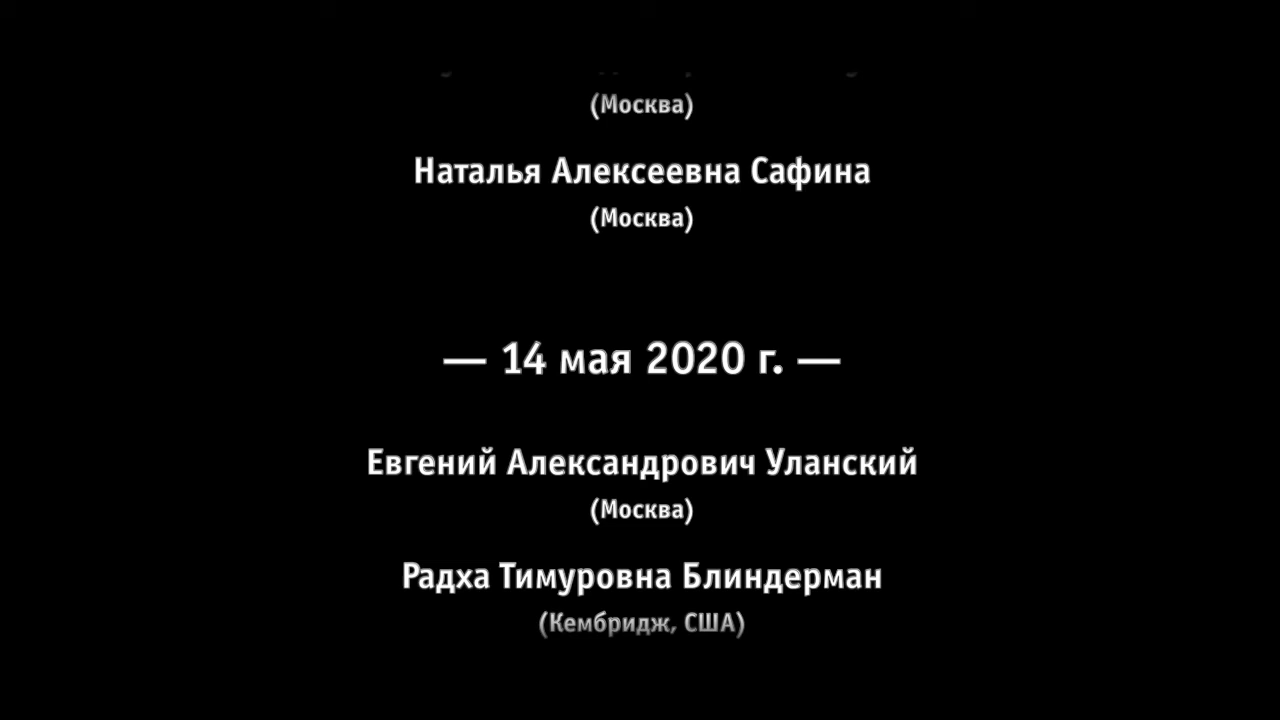 (Москва)
Наталья Алексеевна Сафина
(Москва)
— 14 мая 2020 г. —
Евгений Александрович Уланский
(Москва)
Радха Тимуровна Блиндерман
(Кембридж, США)